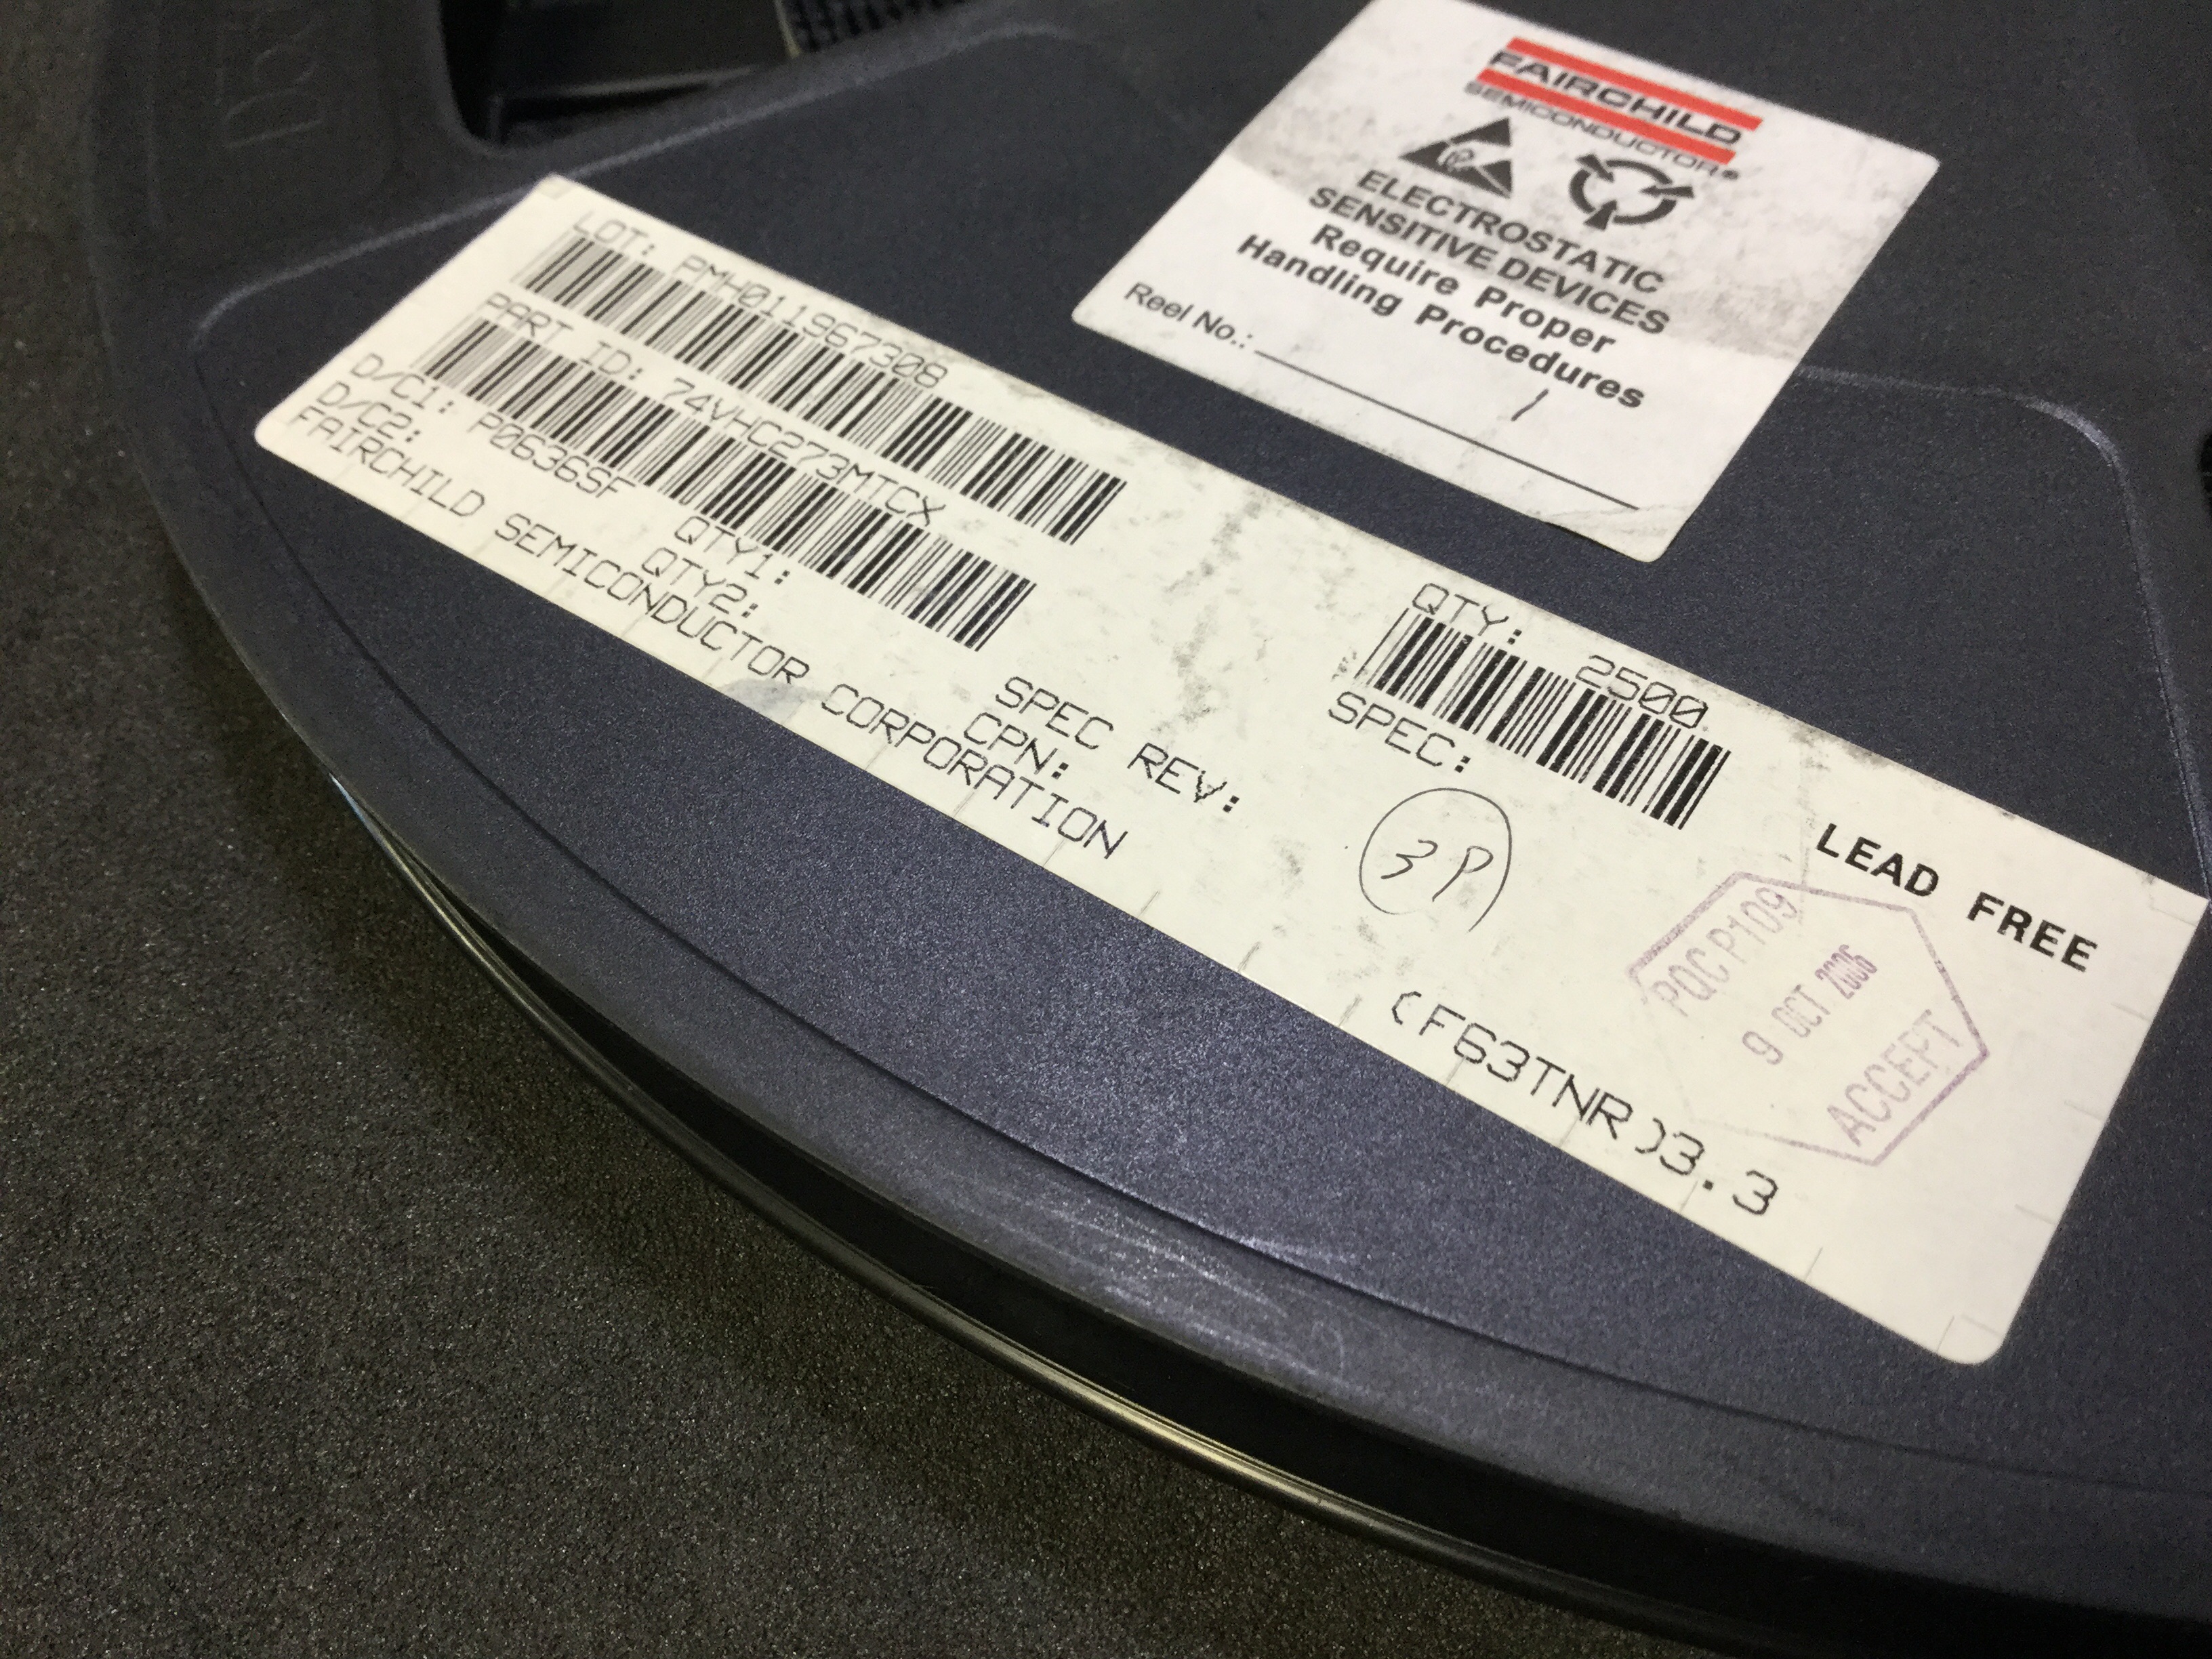 FAIRCHILD
SEMICONDUCTOR®
ELECTROSTATIC
SENSITIVE DEVICES
Require Proper
Handling Procedures
Reel No.:
LOT: PMH011967308
PART ID: 74VHC273MTCX
D/C1: P0636SF QTY1:
D/C2: QTY2:
FAIRCHILD SEMICONDUCTOR CORPORATION
SPEC REV:
CPN:
QTY: 2500
SPEC:
3P
LEAD FREE
PQC P109
9 OCT 2006
ACCEPT
(F63TNR)3.3